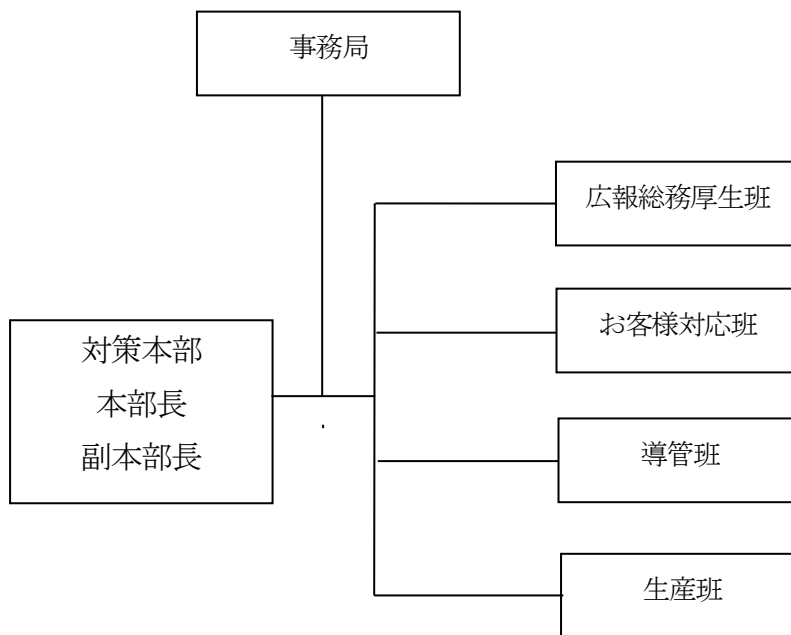 事務局
広報総務厚生班
お客様対応班
対策本部
本部長
副本部長
導管班
生産班